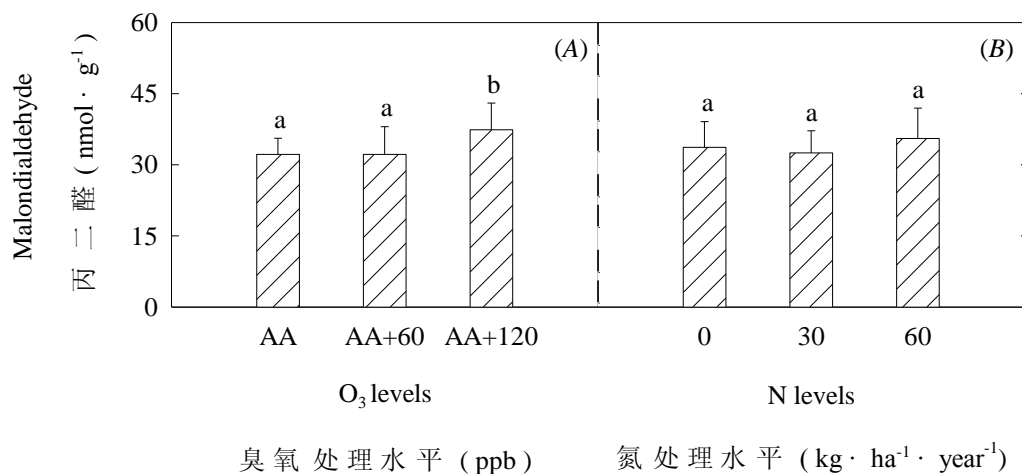 Malondialdehyde
丙二醛 (nmol· g⁻¹)
60
45
30
15
0
(A)
a
a
b
AA
AA+60
AA+120
O₃ levels
臭氧处理水平 (ppb)
(B)
a
a
a
0
30
60
N levels
氮处理水平 (kg· ha⁻¹· year⁻¹)